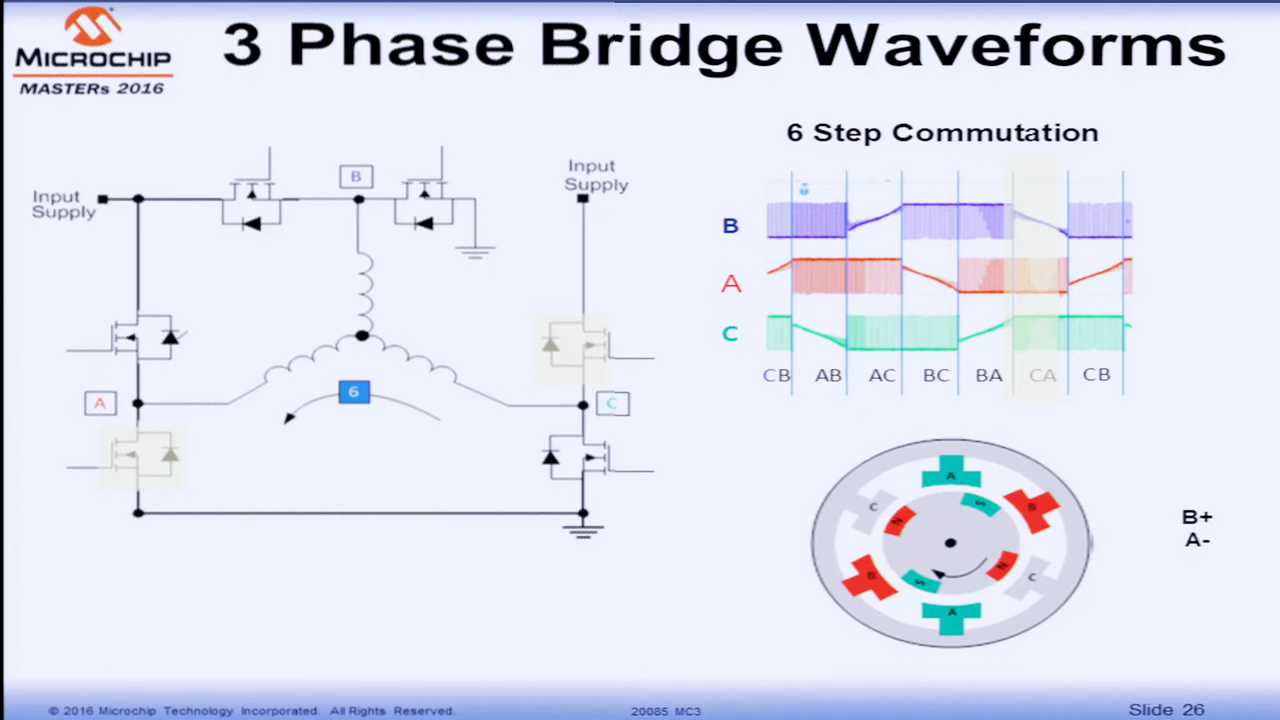 3 Phase Bridge Waveforms
MICROCHIP
MASTERs 2016
6 Step Commutation
Input
Supply
B
Input
Supply
A
6
C
B
A
C
CB AB AC BC BA CA CB
A
C
B
S
N
N
B
S
C
A
B+
A-
© 2016 Microchip Technology Incorporated. All Rights Reserved.
20085 MC3
Slide 26